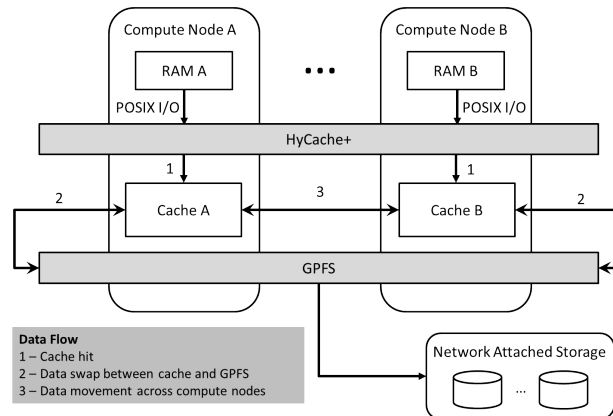 Compute Node A
Compute Node B
RAM A
...
RAM B
POSIX I/O
POSIX I/O
HyCache+
1
1
2
3
2
Cache A
Cache B
GPFS
Data Flow
1 – Cache hit
2 – Data swap between cache and GPFS
3 – Data movement across compute nodes
Network Attached Storage
...